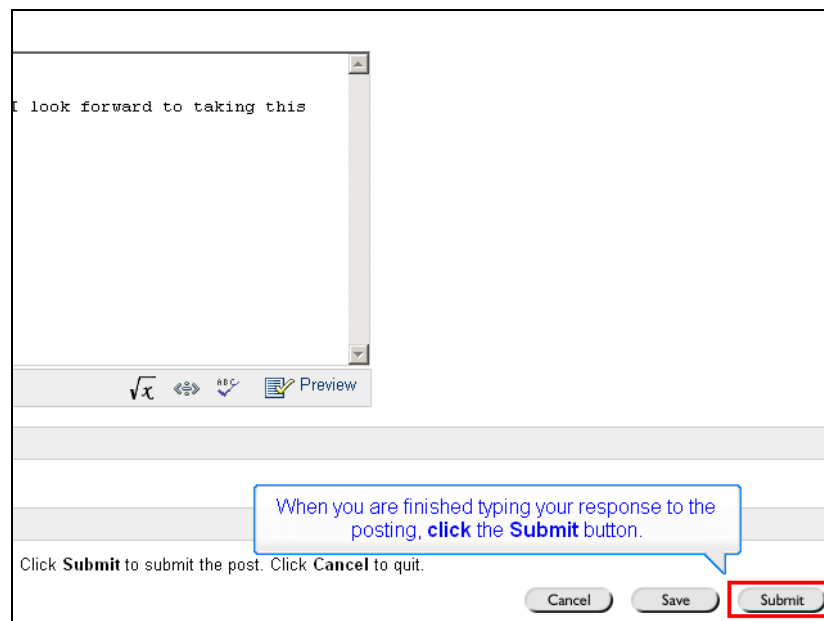 I look forward to taking this
√x ABC Preview
When you are finished typing your response to the
posting, click the Submit button.
Click Submit to submit the post. Click Cancel to quit.
Cancel Save Submit